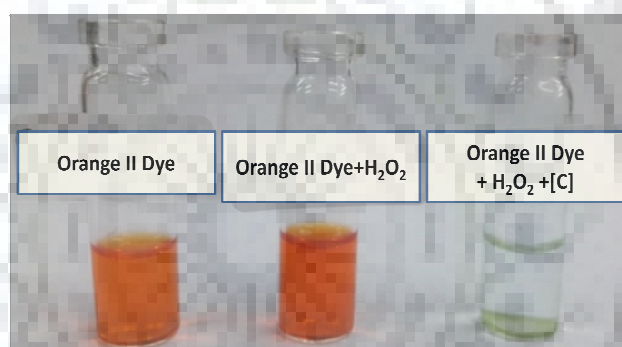 Orange II Dye
Orange II Dye+H₂O₂
Orange II Dye
+ H₂O₂ +[C]